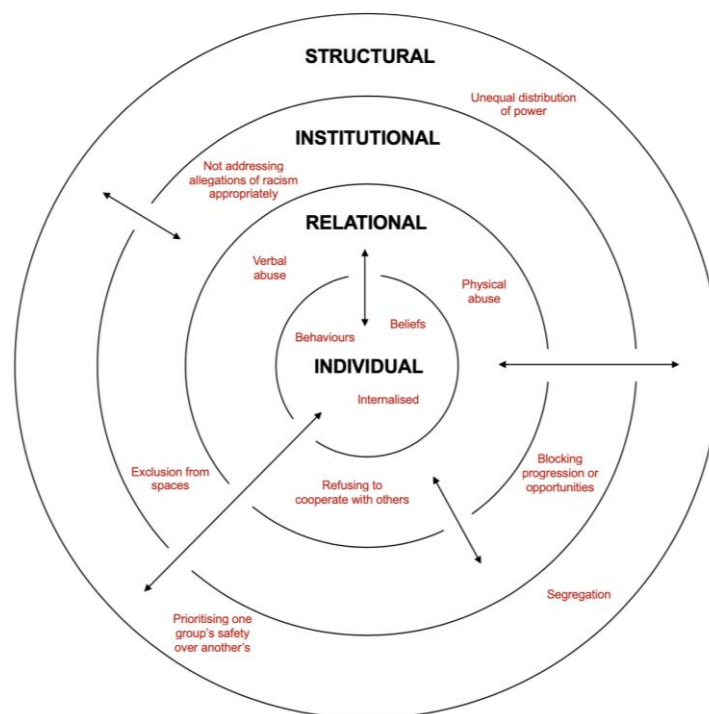 STRUCTURAL
Unequal distribution
of power
INSTITUTIONAL
Not addressing
allegations of racism
appropriately
RELATIONAL
Verbal
abuse
Physical
abuse
Beliefs
Behaviours
INDIVIDUAL
Internalised
Exclusion from
spaces
Refusing to
cooperate with others
Blocking
progression or
opportunities
Segregation
Prioritising one
group's safety
over another's